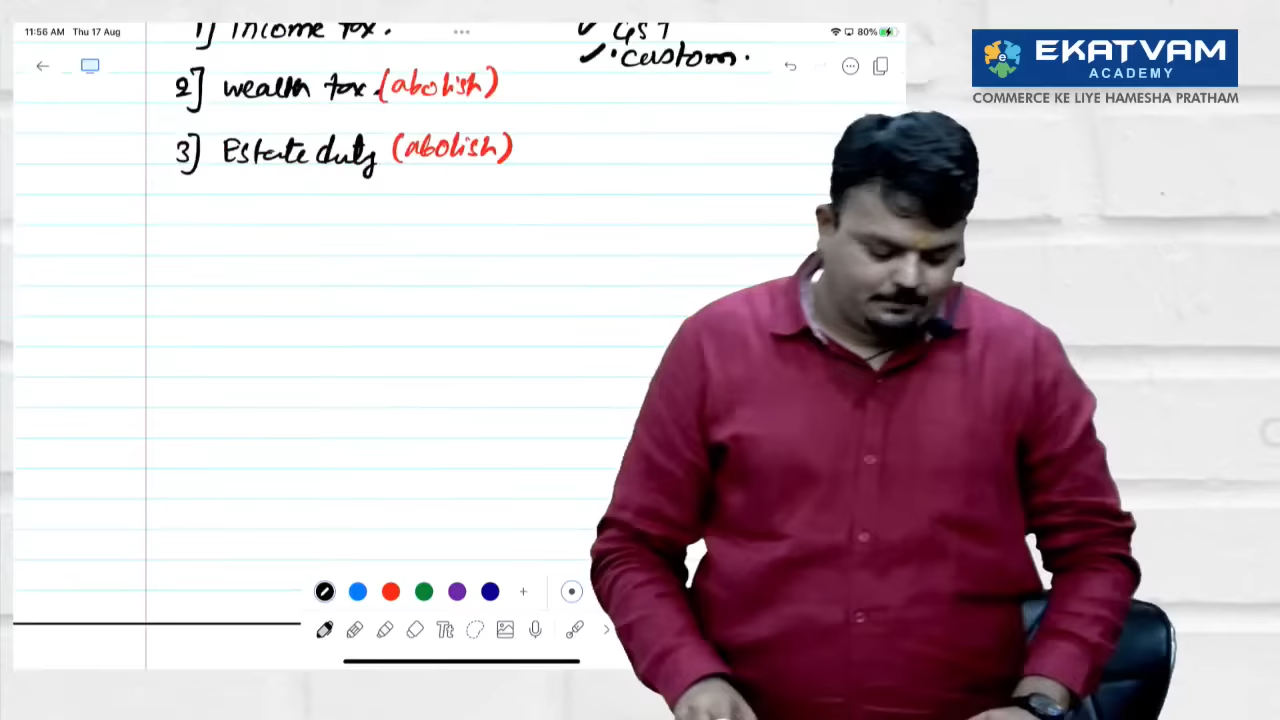 11:56 AM Thu 17 Aug
80%
1] Income tax.
2] wealth tax. (abolish)
3] Estate duty (abolish)
✓ GST
✓ • custom.
Tt
EKATVAM
ACADEMY
COMMERCE KE LIYE HAMESHA PRATHAM